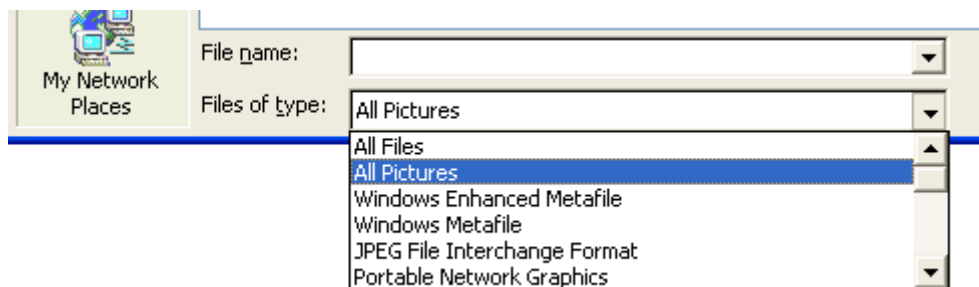 File name:
My Network
Places
Files of type:
All Pictures
All Files
All Pictures
Windows Enhanced Metafile
Windows Metafile
JPEG File Interchange Format
Portable Network Graphics